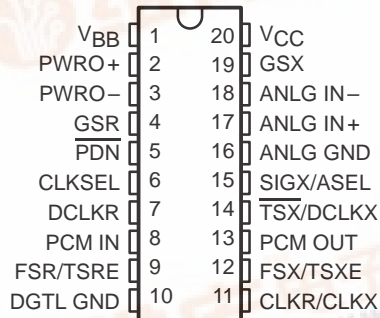 VBB 1 20 VCC
PWRO+ 2 19 GSX
PWRO– 3 18 ANLG IN–
GSR 4 17 ANLG IN+
PDN 5 16 ANLG GND
CLKSEL 6 15 SIGX/ASEL
DCLKR 7 14 TSX/DCLKX
PCM IN 8 13 PCM OUT
FSR/TSRE 9 12 FSX/TSXE
DGTL GND 10 11 CLKR/CLKX